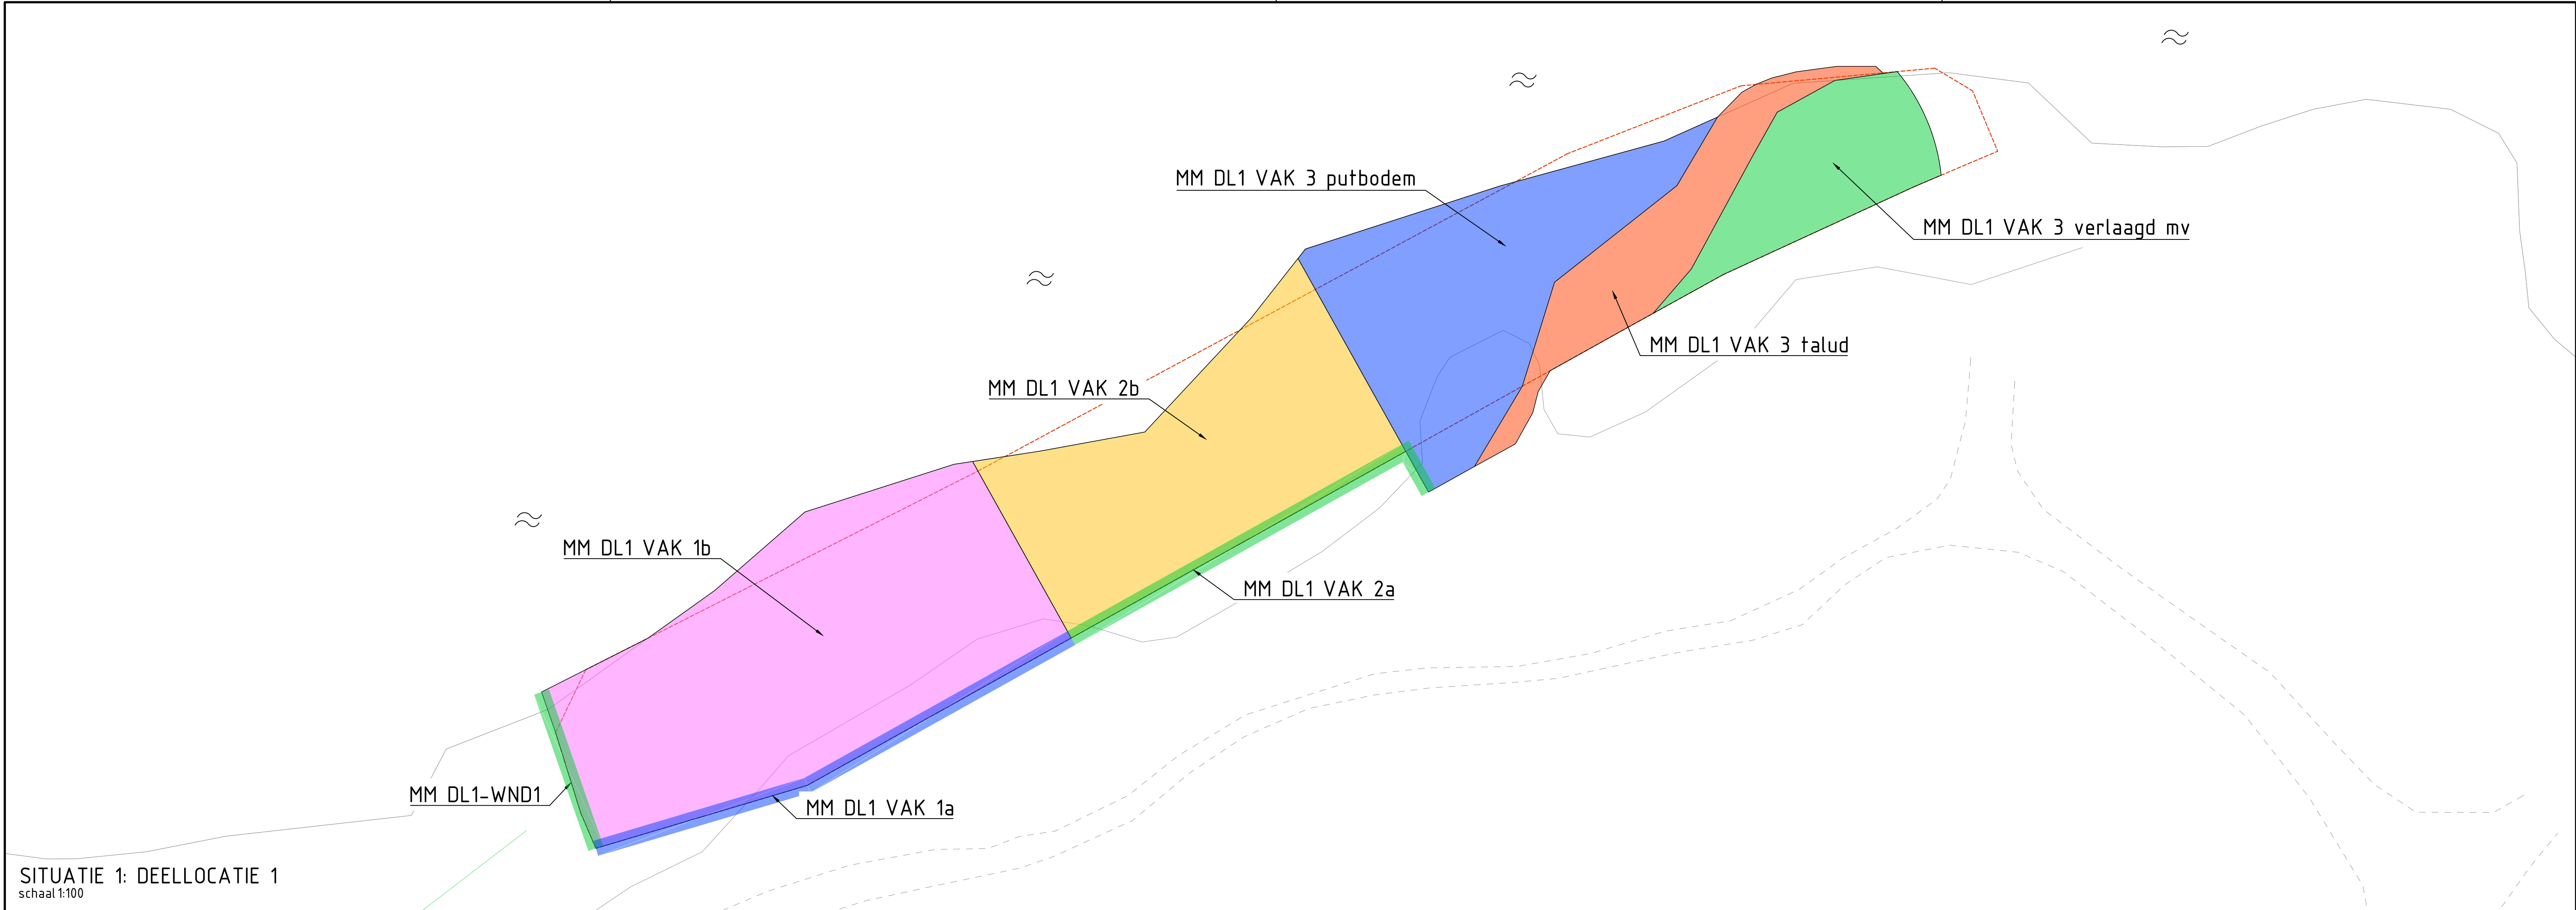 MM DL1 VAK 3 putbodem
MM DL1 VAK 3 verlaagd mv
MM DL1 VAK 3 talud
MM DL1 VAK 2b
MM DL1 VAK 1b
MM DL1 VAK 2a
MM DL1-WND1
MM DL1 VAK 1a
SITUATIE 1: DEELLOCATIE 1
schaal 1:100